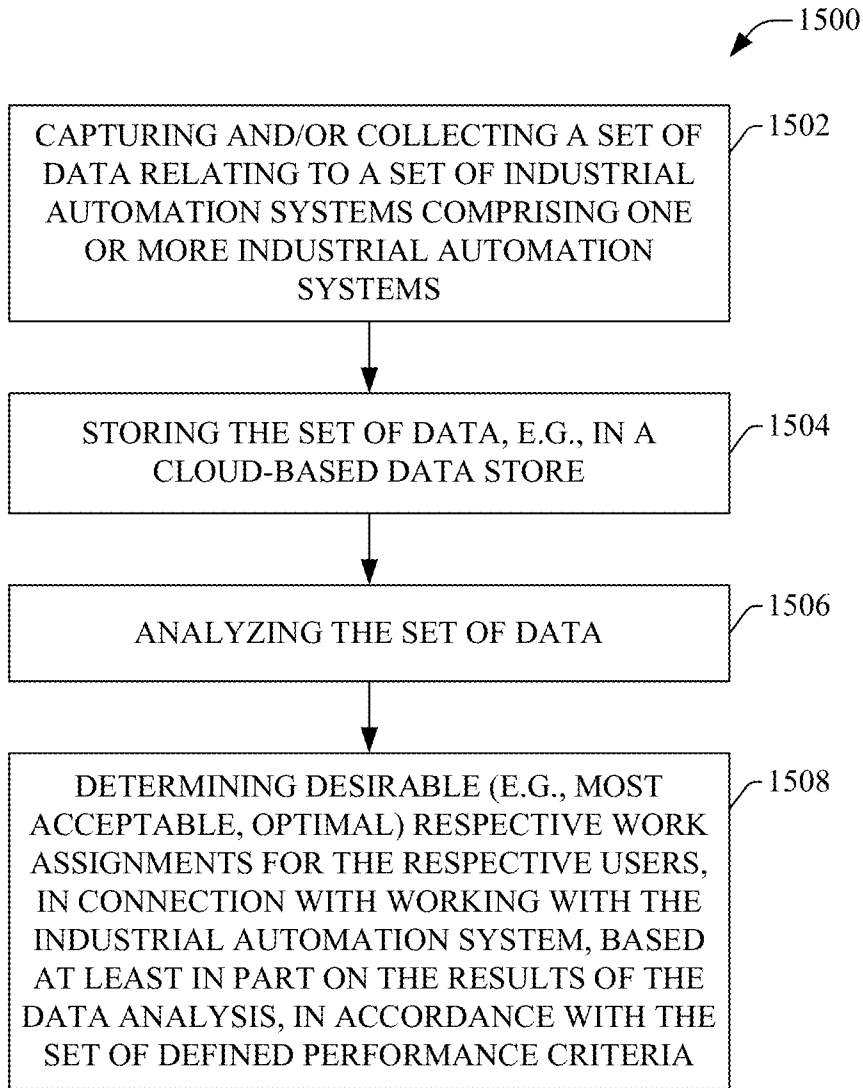 1500
CAPTURING AND/OR COLLECTING A SET OF
DATA RELATING TO A SET OF INDUSTRIAL
AUTOMATION SYSTEMS COMPRISING ONE
OR MORE INDUSTRIAL AUTOMATION
SYSTEMS
1502
STORING THE SET OF DATA, E.G., IN A
CLOUD-BASED DATA STORE
1504
ANALYZING THE SET OF DATA
1506
DETERMINING DESIRABLE (E.G., MOST
ACCEPTABLE, OPTIMAL) RESPECTIVE WORK
ASSIGNMENTS FOR THE RESPECTIVE USERS,
IN CONNECTION WITH WORKING WITH THE
INDUSTRIAL AUTOMATION SYSTEM, BASED
AT LEAST IN PART ON THE RESULTS OF THE
DATA ANALYSIS, IN ACCORDANCE WITH THE
SET OF DEFINED PERFORMANCE CRITERIA
1508